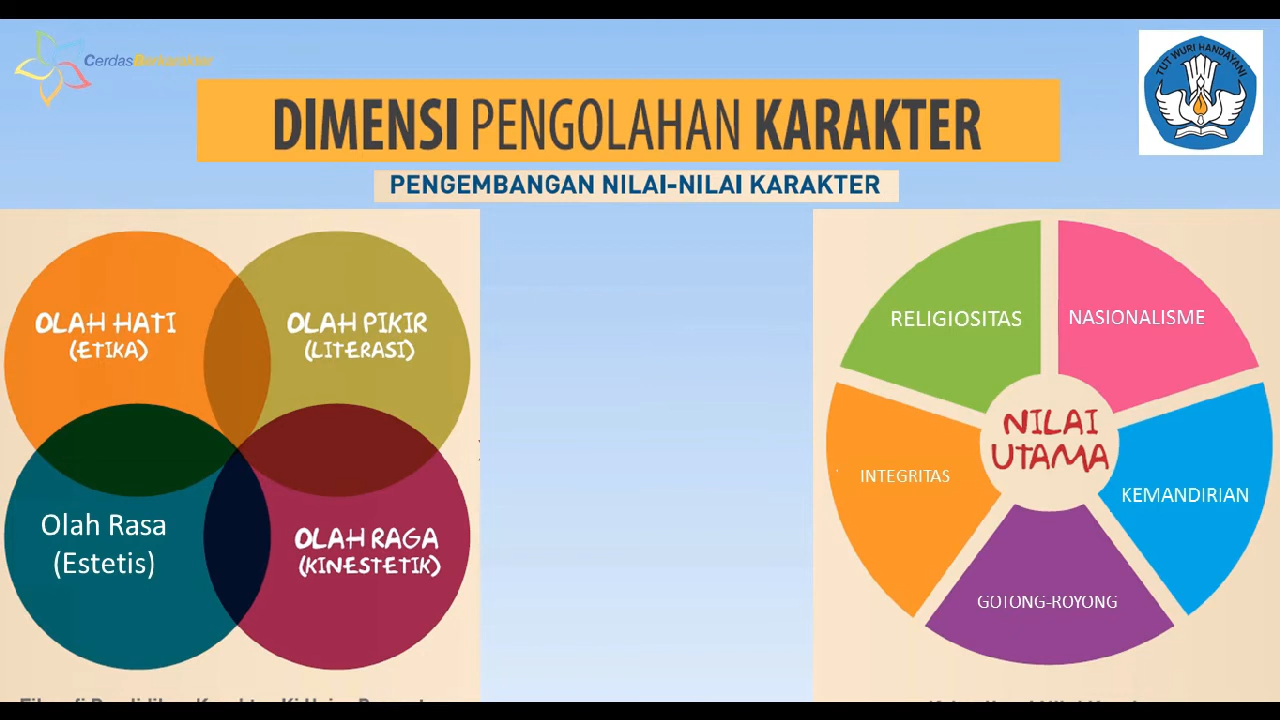 CerdasBerkarakter
TUT WURI HANDAYANI
DIMENSI PENGOLAHAN KARAKTER
PENGEMBANGAN NILAI-NILAI KARAKTER
OLAH HATI
(ETIKA)
OLAH PIKIR
(LITERASI)
Olah Rasa
(Estetis)
OLAH RAGA
(KINESTETIK)
RELIGIOSITAS
NASIONALISME
NILAI
UTAMA
INTEGRITAS
KEMANDIRIAN
GOTONG-ROYONG